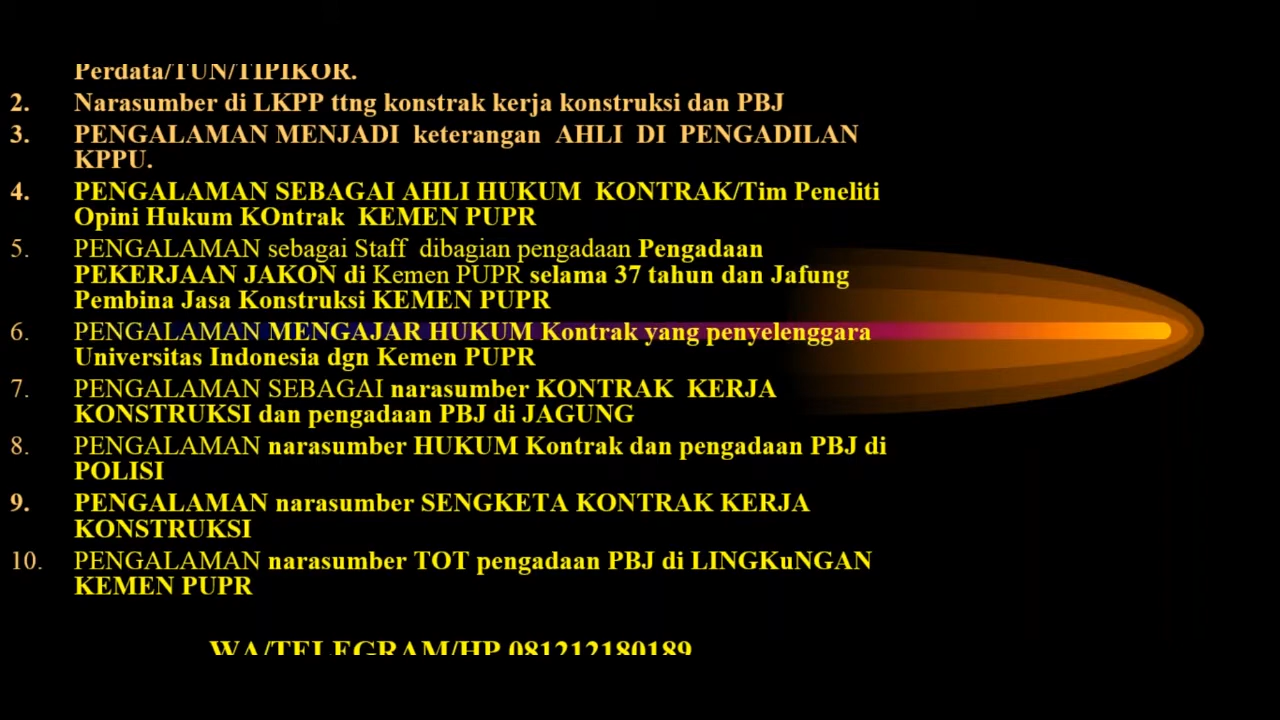 Perdata/TUN/TIPIKOR.
2. Narasumber di LKPP ttng konstrak kerja konstruksi dan PBJ
3. PENGALAMAN MENJADI keterangan AHLI DI PENGADILAN
KPPU.
4. PENGALAMAN SEBAGAI AHLI HUKUM KONTRAK/Tim Peneliti
Opini Hukum KOntrak KEMEN PUPR
5. PENGALAMAN sebagai Staff dibagian pengadaan Pengadaan
PEKERJAAN JAKON di Kemen PUPR selama 37 tahun dan Jafung
Pembina Jasa Konstruksi KEMEN PUPR
6. PENGALAMAN MENGAJAR HUKUM Kontrak yang penyelenggara
Universitas Indonesia dgn Kemen PUPR
7. PENGALAMAN SEBAGAI narasumber KONTRAK KERJA
KONSTRUKSI dan pengadaan PBJ di JAGUNG
8. PENGALAMAN narasumber HUKUM Kontrak dan pengadaan PBJ di
POLISI
9. PENGALAMAN narasumber SENGKETA KONTRAK KERJA
KONSTRUKSI
10. PENGALAMAN narasumber TOT pengadaan PBJ di LINGKuNGAN
KEMEN PUPR
WA/TELEGRAM/HP 081212180189